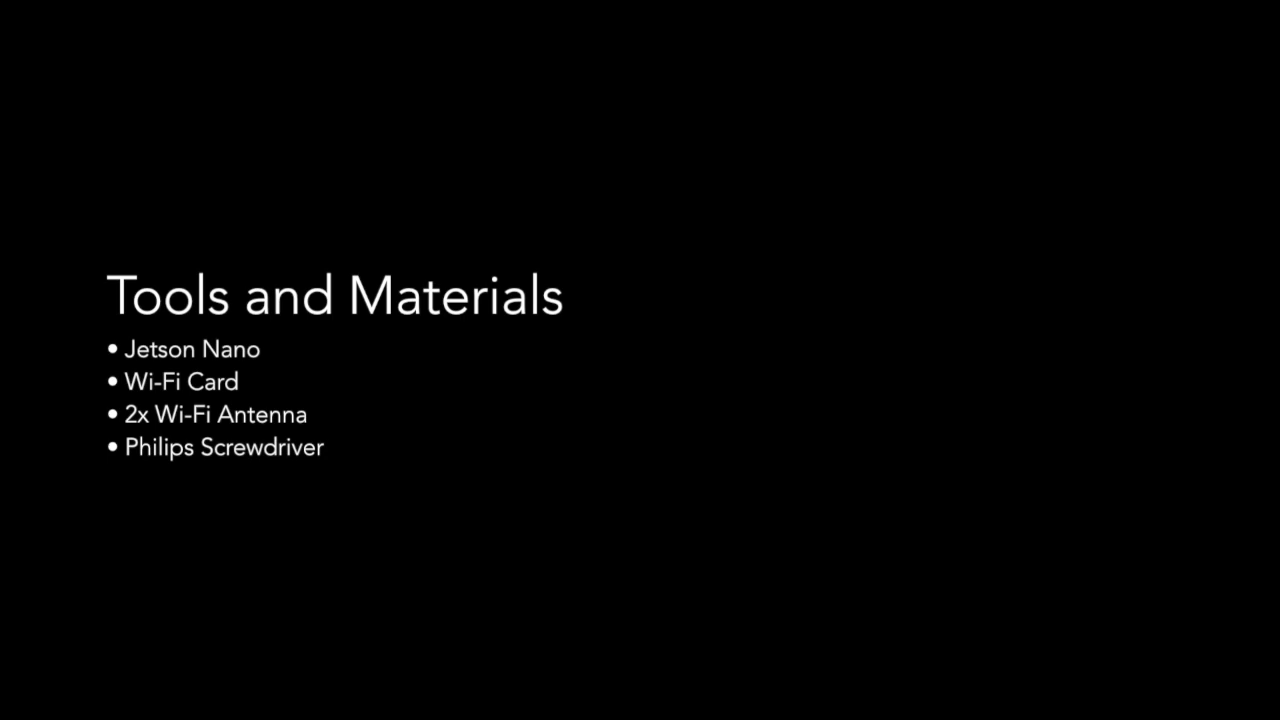 Tools and Materials
• Jetson Nano
• Wi-Fi Card
• 2x Wi-Fi Antenna
• Philips Screwdriver